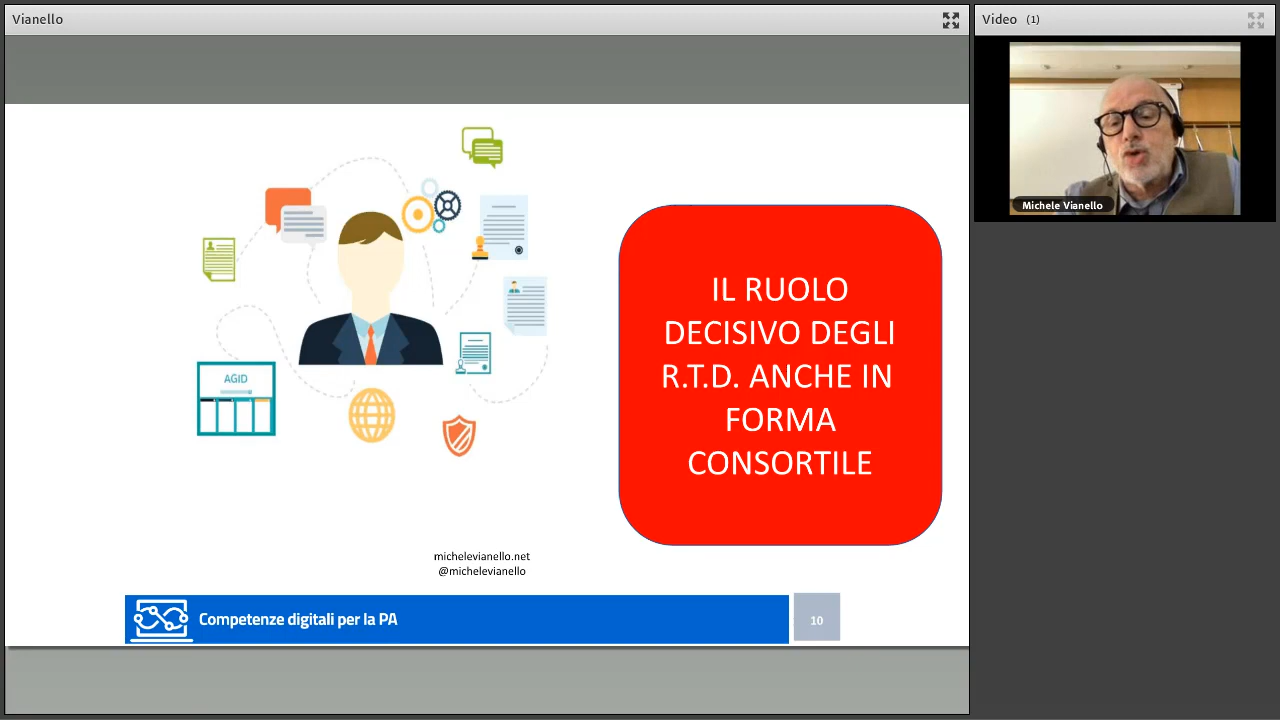 Vianello
Video (1)
Michele Vianello
AGID
IL RUOLO
DECISIVO DEGLI
R.T.D. ANCHE IN
FORMA
CONSORTILE
michelevianello.net
@michelevianello
Competenze digitali per la PA
10